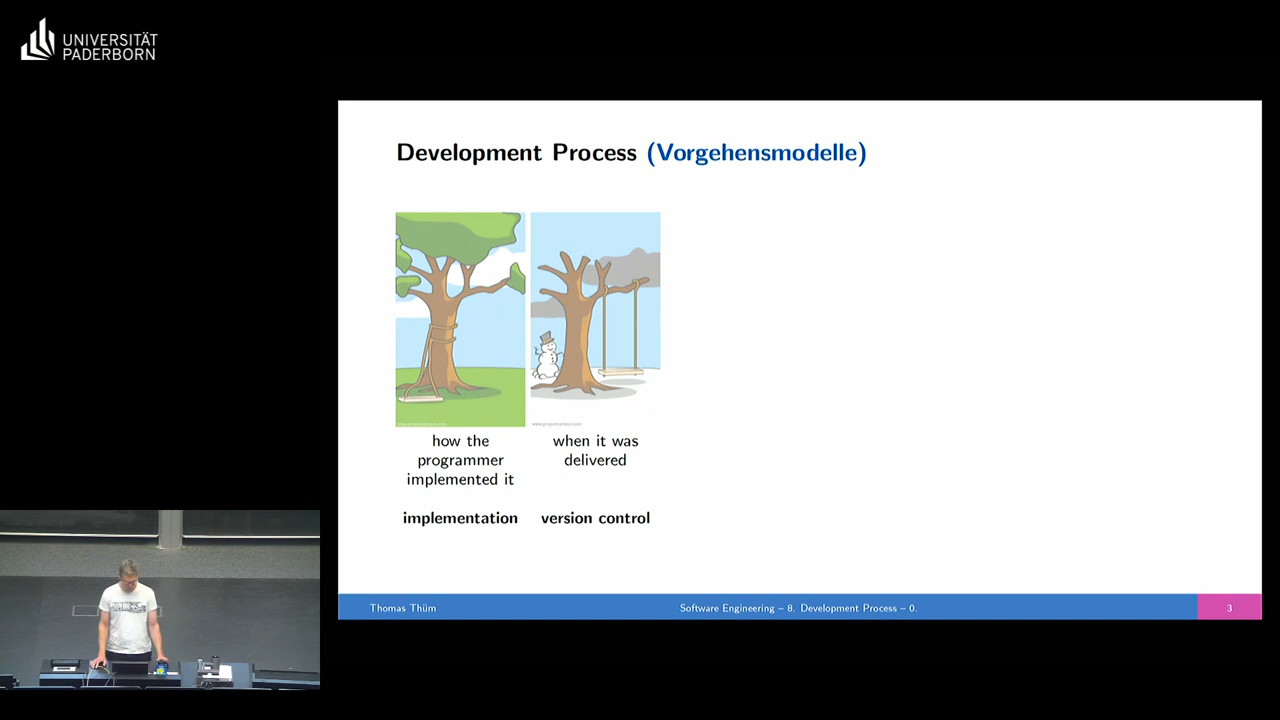 UNIVERSITÄT
PADERBORN
Development Process (Vorgehensmodelle)
how the
programmer
implemented it
when it was
delivered
implementation
version control
Thomas Thüm
Software Engineering – 8. Development Process – 0.
3